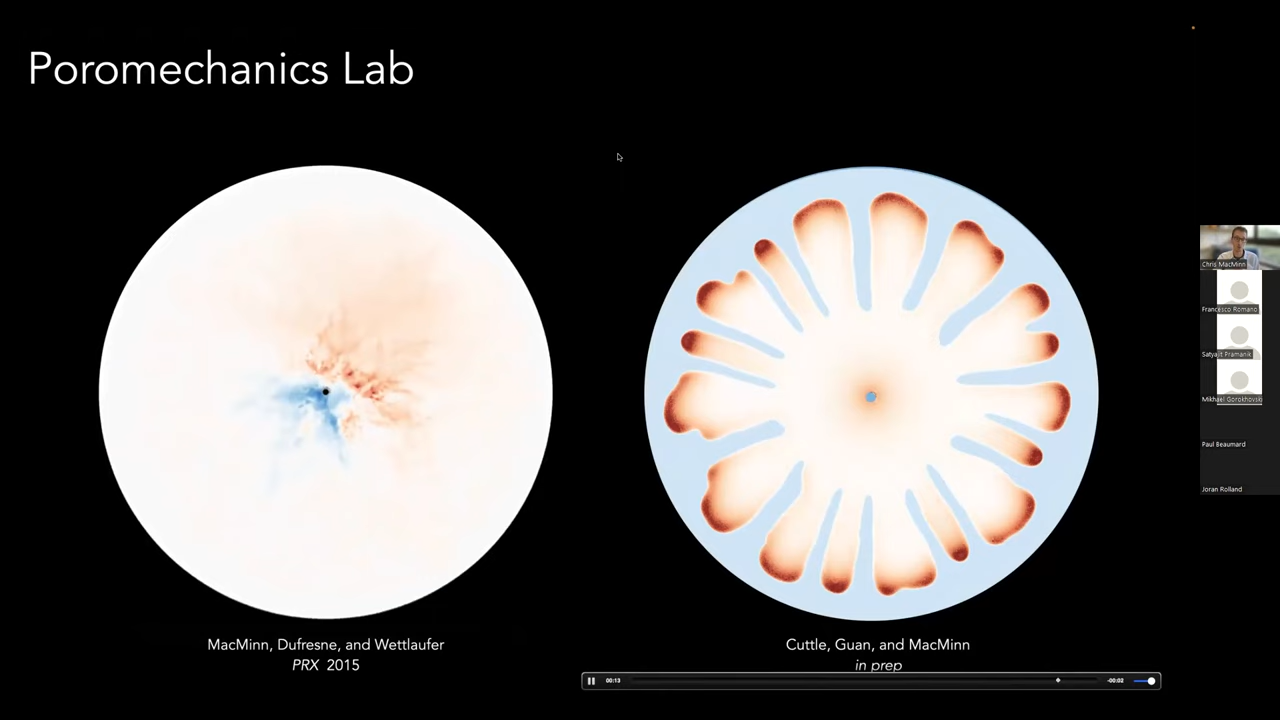 Poromechanics Lab
MacMinn, Dufresne, and Wettlaufer
PRX 2015
Cuttle, Guan, and MacMinn
in prep
00:13
-00:02
Chris MacMinn
Francesco Romano
Satyajit Pramanik
Mikhael Gorokhovski
Paul Beaumard
Joran Rolland